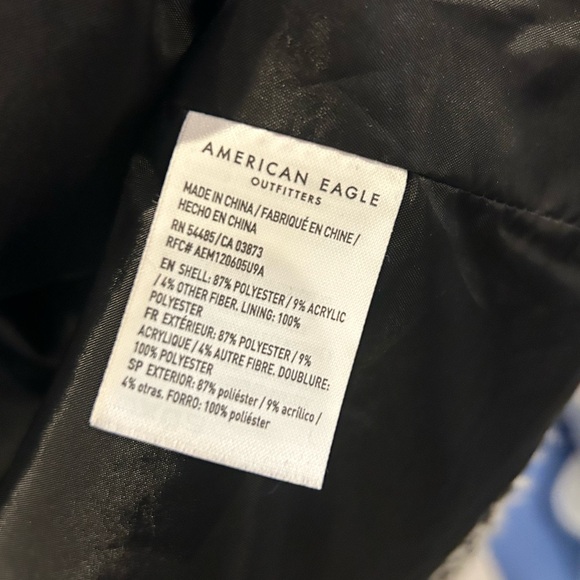 AMERICAN EAGLE
OUTFITTERS
MADE IN CHINA / FABRIQUÉ EN CHINE /
HECHO EN CHINA
RN 54485/CA 03873
RFC# AEM120605U9A
EN SHELL: 87% POLYESTER / 9% ACRYLIC
/ 4% OTHER FIBER. LINING: 100%
POLYESTER
FR EXTÉRIEUR: 87% POLYESTER / 9%
ACRYLIQUE / 4% AUTRE FIBRE. DOUBLURE:
100% POLYESTER
SP EXTERIOR: 87% poliéster / 9% acrílico /
4% otras. FORRO: 100% poliéster